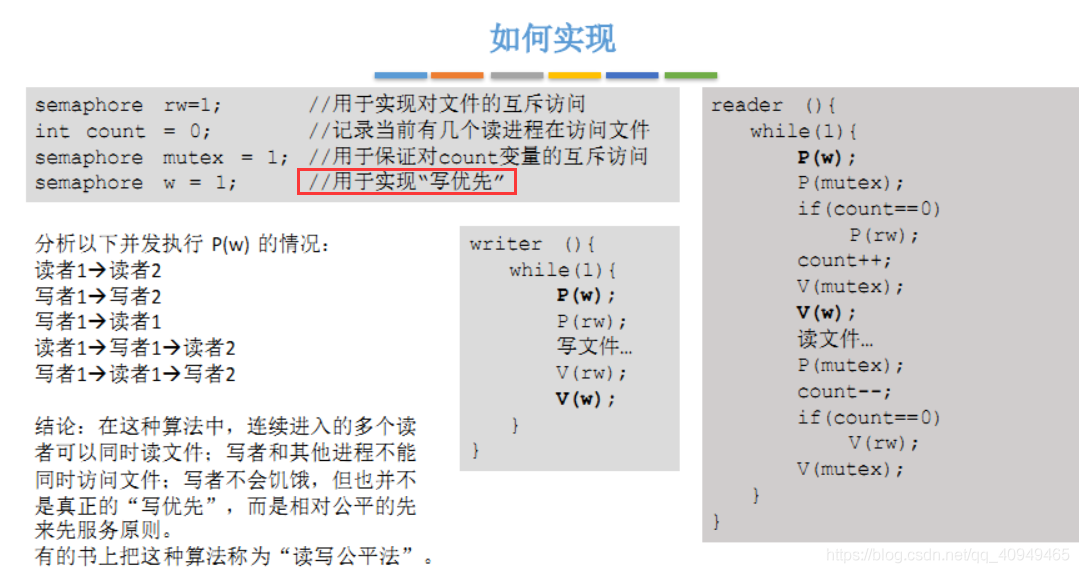 如何实现
semaphore rw=1; //用于实现对文件的互斥访问
int count = 0; //记录当前有几个读进程在访问文件
semaphore mutex = 1; //用于保证对count变量的互斥访问
semaphore w = 1; //用于实现“写优先”
分析以下并发执行 P(w) 的情况：
读者1→读者2
写者1→写者2
写者1→读者1
读者1→写者1→读者2
写者1→读者1→写者2
结论：在这种算法中，连续进入的多个读
者可以同时读文件；写者和其他进程不能
同时访问文件；写者不会饥饿，但也并不
是真正的“写优先”，而是相对公平的先
来先服务原则。
有的书上把这种算法称为“读写公平法”。
writer (){
while(1){
P(w);
P(rw);
写文件…
V(rw);
V(w);
}
}
reader (){
while(1){
P(w);
P(mutex);
if(count==0)
P(rw);
count++;
V(mutex);
V(w);
读文件…
P(mutex);
count--;
if(count==0)
V(rw);
V(mutex);
}
}
https://blog.csdn.net/qq_40949465